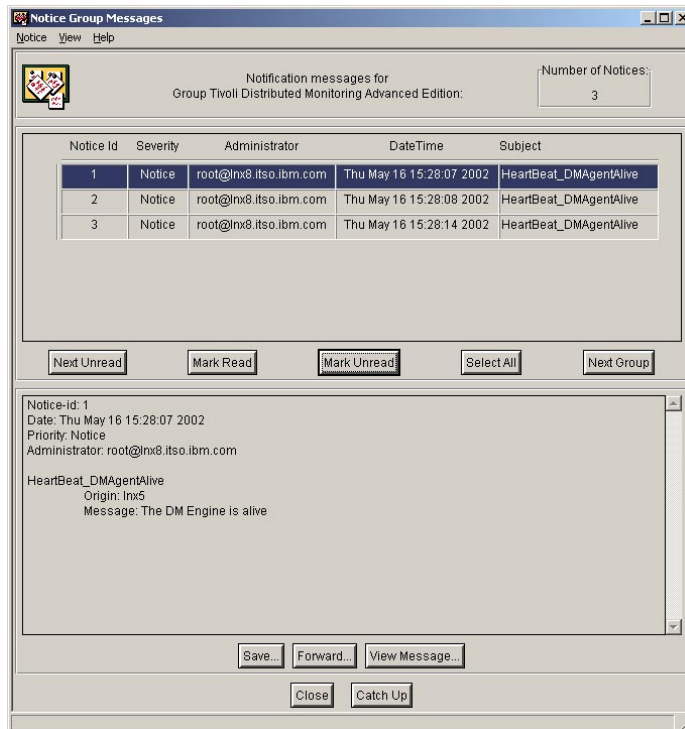 Notice Group Messages
Notice View Help
Notification messages for
Group Tivoli Distributed Monitoring Advanced Edition:
Number of Notices:
3
Notice Id Severity Administrator DateTime Subject
1 Notice root@lnx8.itso.ibm.com Thu May 16 15:28:07 2002 HeartBeat_DMAgentAlive
2 Notice root@lnx8.itso.ibm.com Thu May 16 15:28:08 2002 HeartBeat_DMAgentAlive
3 Notice root@lnx8.itso.ibm.com Thu May 16 15:28:14 2002 HeartBeat_DMAgentAlive
Next Unread Mark Read Mark Unread Select All Next Group
Notice-id: 1
Date: Thu May 16 15:28:07 2002
Priority: Notice
Administrator: root@lnx8.itso.ibm.com
HeartBeat_DMAgentAlive
Origin: lnx5
Message: The DM Engine is alive
Save... Forward... View Message...
Close Catch Up